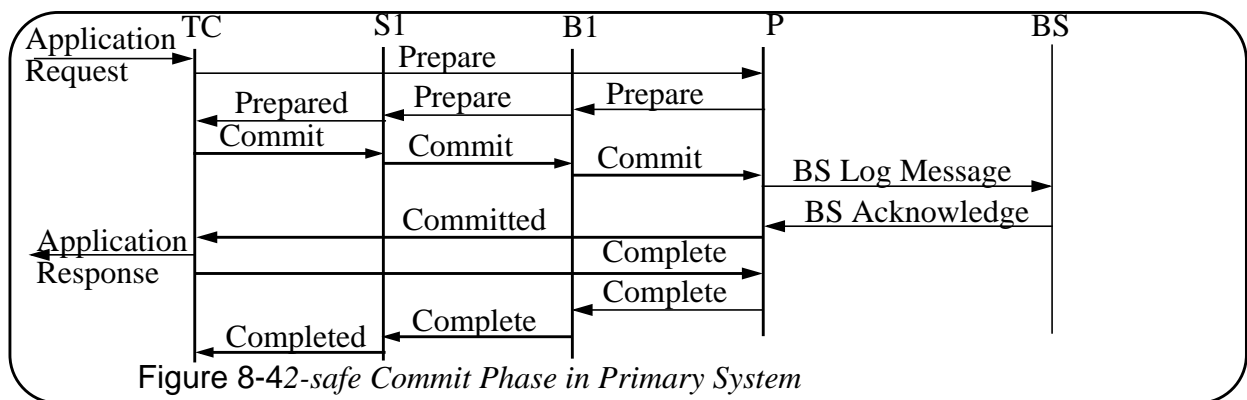 TC S1 B1 P BS
Application
Request
Prepare
Prepared Prepare Prepare
Commit
Commit
Commit
BS Log Message
BS Acknowledge
Committed
Application
Response
Complete
Complete
Complete
Completed
Figure 8-42-safe Commit Phase in Primary System